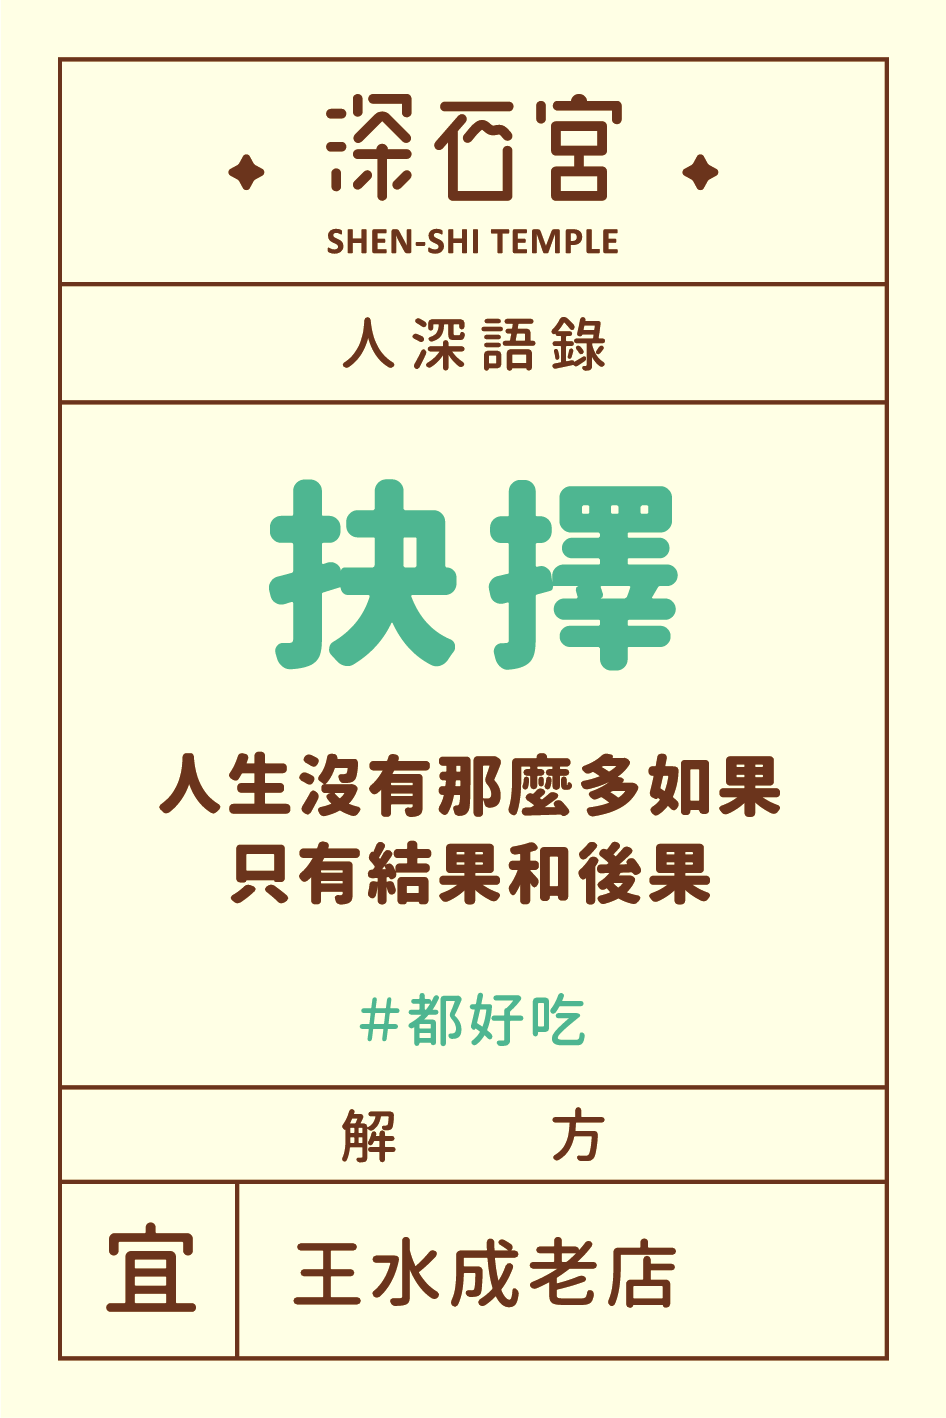 深石宮
SHEN-SHI TEMPLE
人深語錄
抉擇
人生沒有那麼多如果
只有結果和後果
#都好吃
解方
宜
王水成老店